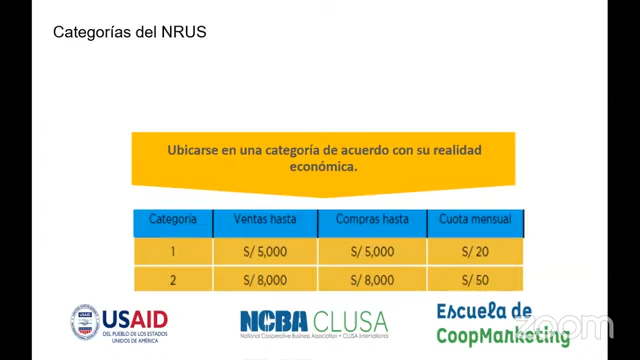 Categorías del NRUS
Ubicarse en una categoría de acuerdo con su realidad
económica.
Categoría Ventas hasta Compras hasta Cuota mensual
1 S/ 5,000 S/ 5,000 S/ 20
2 S/ 8,000 S/ 8,000 S/ 50
USAID
DEL PUEBLO DE LOS ESTADOS
UNIDOS DE AMÉRICA
NCBA CLUSA
National Cooperative Business Association • CLUSA International
Escuela de
CoopManketing
zoom